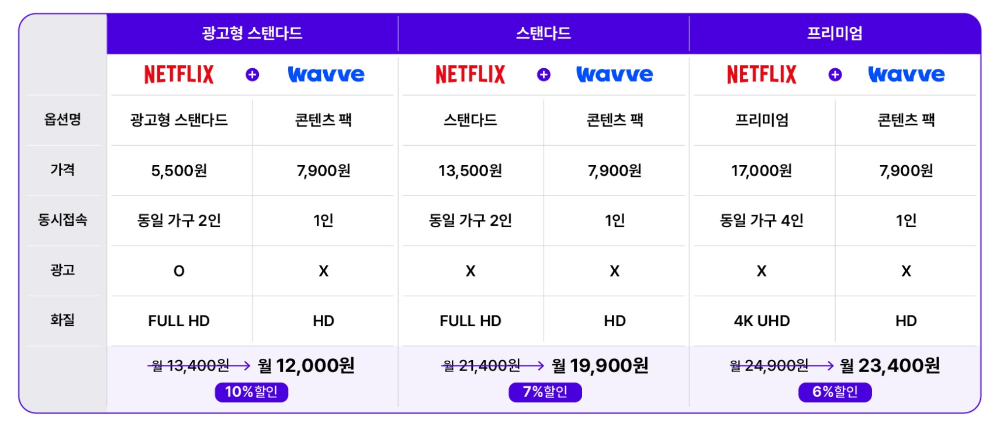 광고형 스탠다드 스탠다드 프리미엄
NETFLIX + wavve NETFLIX + wavve NETFLIX + wavve
옵션명 광고형 스탠다드 콘텐츠 팩 스탠다드 콘텐츠 팩 프리미엄 콘텐츠 팩
가격 5,500원 7,900원 13,500원 7,900원 17,000원 7,900원
동시접속 동일 가구 2인 1인 동일 가구 2인 1인 동일 가구 4인 1인
광고 O X X X X X
화질 FULL HD HD FULL HD HD 4K UHD HD
월 13,400원 → 월 12,000원 월 21,400원 → 월 19,900원 월 24,900원 → 월 23,400원
10%할인 7%할인 6%할인